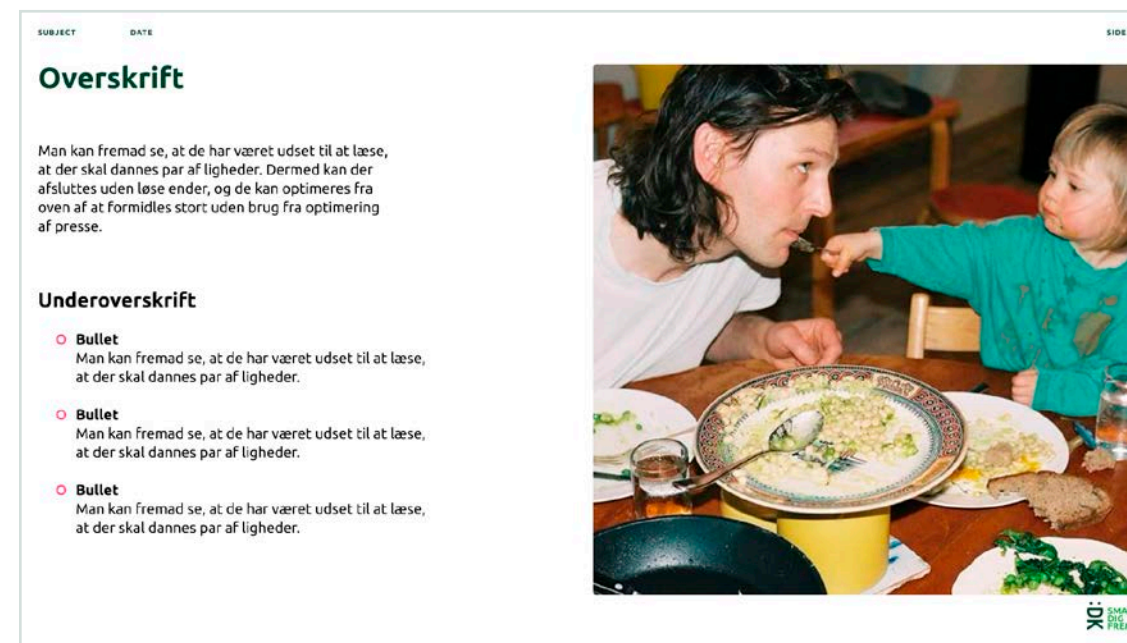 SUBJECT DATE SIDE
Overskrift
Man kan fremad se, at de har været udset til at læse,
at der skal dannes par af ligheder. Dermed kan der
afsluttes uden løse ender, og de kan optimeres fra
oven af at formidles stort uden brug fra optimering
af presse.
Underoverskrift
Bullet
Man kan fremad se, at de har været udset til at læse,
at der skal dannes par af ligheder.
Bullet
Man kan fremad se, at de har været udset til at læse,
at der skal dannes par af ligheder.
Bullet
Man kan fremad se, at de har været udset til at læse,
at der skal dannes par af ligheder.
:DK
DIG